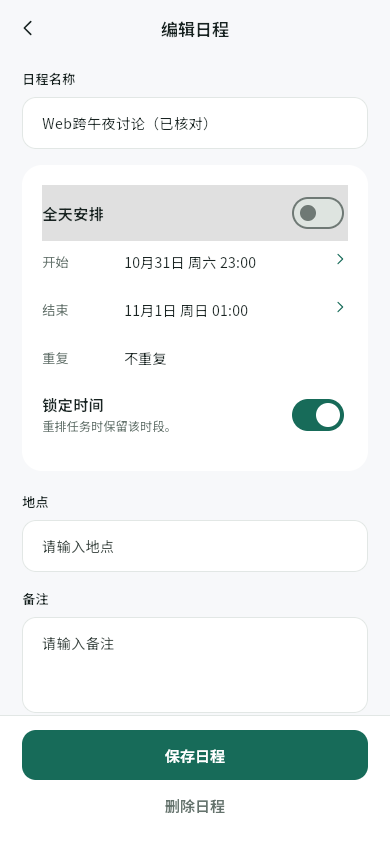 编辑日程
日程名称
Web跨午夜讨论（已核对）
全天安排
开始 10月31日 周六 23:00
结束 11月1日 周日 01:00
重复 不重复
锁定时间
重排任务时保留该时段。
地点
请输入地点
备注
请输入备注
保存日程
删除日程